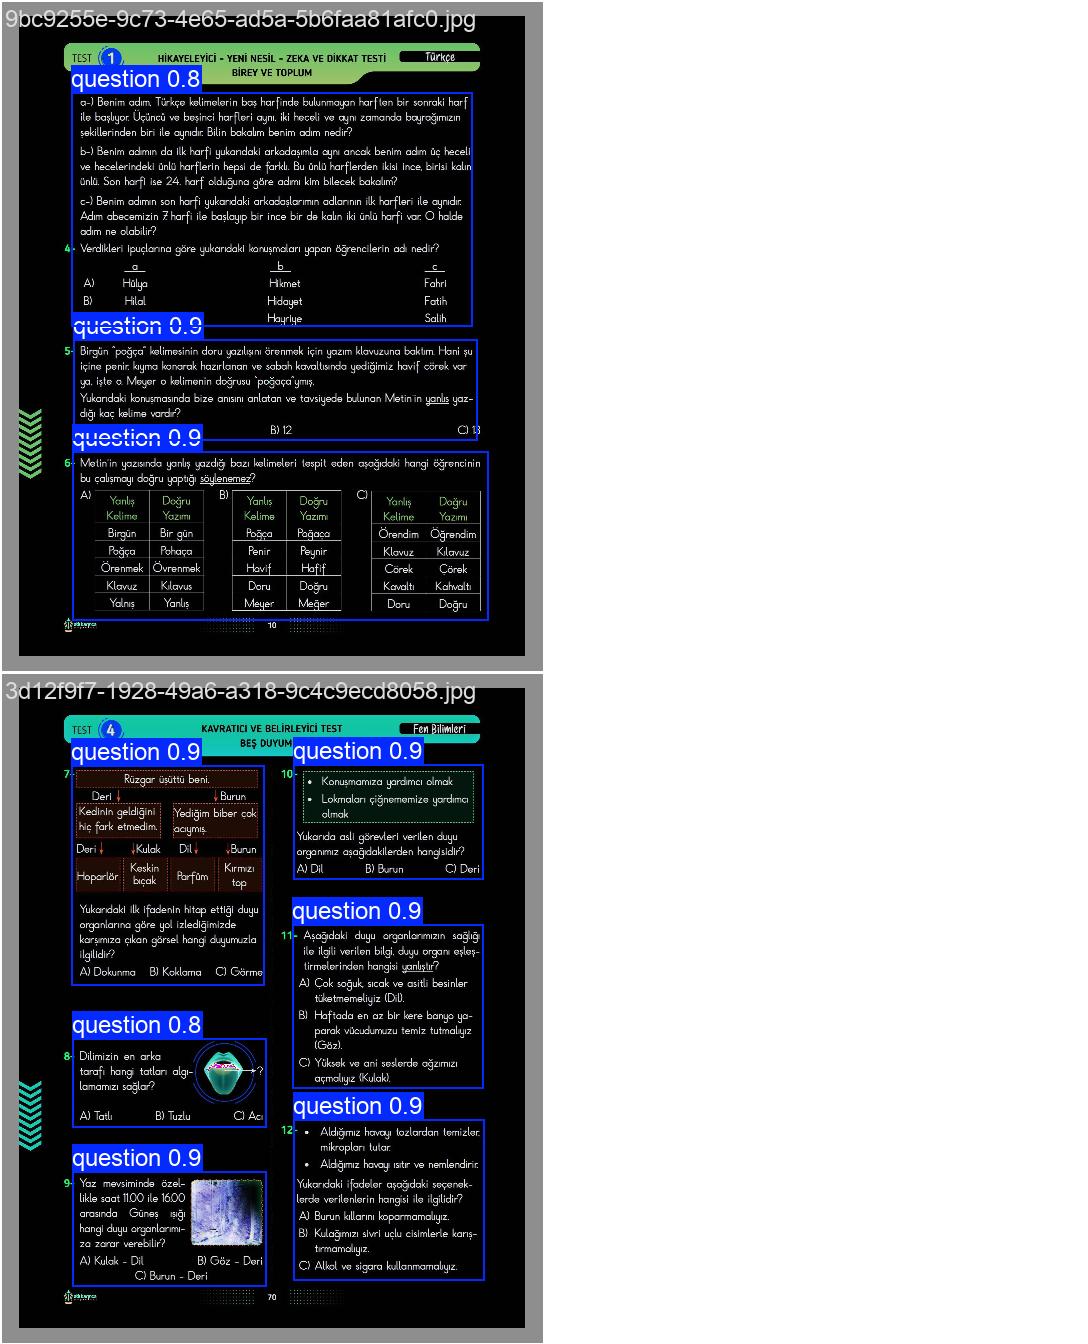 9bc9255e-9c73-4e65-ad5a-5b6faa81afc0.jpg
TEST 1
HİKAYELEYİCİ - YENİ NESİL - ZEKA VE DİKKAT TESTİ
BİREY VE TOPLUM
Türkçe
question 0.8
a-) Benim adım, Türkçe kelimelerin baş harfinde bulunmayan harften bir sonraki harf
ile başlıyor. Üçüncü ve beşinci harfleri aynı, iki heceli ve aynı zamanda bayrağımızın
şekillerinden biri ile aynıdır. Bilin bakalım benim adım nedir?
b-) Benim adımın da ilk harfi yukarıdaki arkadaşımla aynı ancak benim adım üç heceli
ve hecelerindeki ünlü harflerin hepsi de farklı. Bu ünlü harflerden ikisi ince, birisi kalın
ünlü. Son harfi ise 24. harf olduğuna göre adımı kim bilecek bakalım?
c-) Benim adımın son harfi yukarıdaki arkadaşlarımın adlarının ilk harfleri ile aynıdır.
Adım abecemizin 7. harfi ile başlayıp bir ince bir de kalın iki ünlü harfi var. O halde
adım ne olabilir?
4- Verdikleri ipuçlarına göre yukarıdaki konuşmaları yapan öğrencilerin adı nedir?
a b c
A) Hülya Hikmet Fahri
B) Hilal Hidayet Fatih
Hayriye Salih
question 0.9
5- Birgün "poğça" kelimesinin doru yazılışını örenmek için yazım klavuzuna baktım. Hani şu
içine penir, kıyma konarak hazırlanan ve sabah kavaltısında yediğimiz havif çörek var
ya, işte o. Meyer o kelimenin doğrusu "poğaça"ymış.
Yukarıdaki konuşmasında bize anısını anlatan ve tavsiyede bulunan Metin'in yanlış yaz-
dığı kaç kelime vardır?
B) 12 C) 13
question 0.9
6- Metin'in yazısında yanlış yazdığı bazı kelimeleri tespit eden aşağıdaki hangi öğrencinin
bu çalışmayı doğru yaptığı söylenemez?
A) Yanlış Kelime Doğru Yazımı
Birgün Bir gün
Poğça Pohaça
Örenmek Övrenmek
Klavuz Kılavus
Yalnış Yanlış
B) Yanlış Kelime Doğru Yazımı
Poğça Poğaça
Penir Peynir
Havif Hafif
Doru Doğru
Meyer Meğer
C) Yanlış Kelime Doğru Yazımı
Örendim Öğrendim
Klavuz Kılavuz
Çörek Çörek
Kavaltı Kahvaltı
Doru Doğru
10
3d12f9f7-1928-49a6-a318-9c4c9ecd8058.jpg
TEST 4
KAVRATICI VE BELİRLEYİCİ TEST
BEŞ DUYUM
Fen Bilimleri
question 0.9
7- Rüzgar üşüttü beni.
Deri Burun
Kedinin geldiğini
hiç fark etmedim.
Yediğim biber çok
acıymış.
Deri Kulak Dil Burun
Hoparlör
Keskin
bıçak
Parfüm
Kırmızı
top
Yukarıdaki ilk ifadenin hitap ettiği duyu
organlarına göre yol izlediğimizde
karşımıza çıkan görsel hangi duyumuzla
ilgilidir?
A) Dokunma B) Koklama C) Görme
question 0.8
8- Dilimizin en arka
tarafı hangi tatları algı-
lamamızı sağlar?
?
A) Tatlı B) Tuzlu C) Acı
question 0.9
9- Yaz mevsiminde özel-
likle saat 11.00 ile 16.00
arasında Güneş ışığı
hangi duyu organlarımı-
za zarar verebilir?
A) Kulak - Dil B) Göz - Deri
C) Burun - Deri
question 0.9
10-
• Konuşmamıza yardımcı olmak
• Lokmaları çiğnememize yardımcı
olmak
Yukarıda asli görevleri verilen duyu
organımız aşağıdakilerden hangisidir?
A) Dil B) Burun C) Deri
question 0.9
11- Aşağıdaki duyu organlarımızın sağlığı
ile ilgili verilen bilgi, duyu organı eşleş-
tirmelerinden hangisi yanlıştır?
A) Çok soğuk, sıcak ve asitli besinler
tüketmemeliyiz (Dil).
B) Haftada en az bir kere banyo ya-
parak vücudumuzu temiz tutmalıyız
(Göz).
C) Yüksek ve ani seslerde ağzımızı
açmalıyız (Kulak).
question 0.9
12- • Aldığımız havayı tozlardan temizler,
mikropları tutar.
• Aldığımız havayı ısıtır ve nemlendirir.
Yukarıdaki ifadeler aşağıdaki seçenek-
lerde verilenlerin hangisi ile ilgilidir?
A) Burun kıllarını koparmamalıyız.
B) Kulağımızı sivri uçlu cisimlerle karış-
tırmamalıyız.
C) Alkol ve sigara kullanmamalıyız.
70